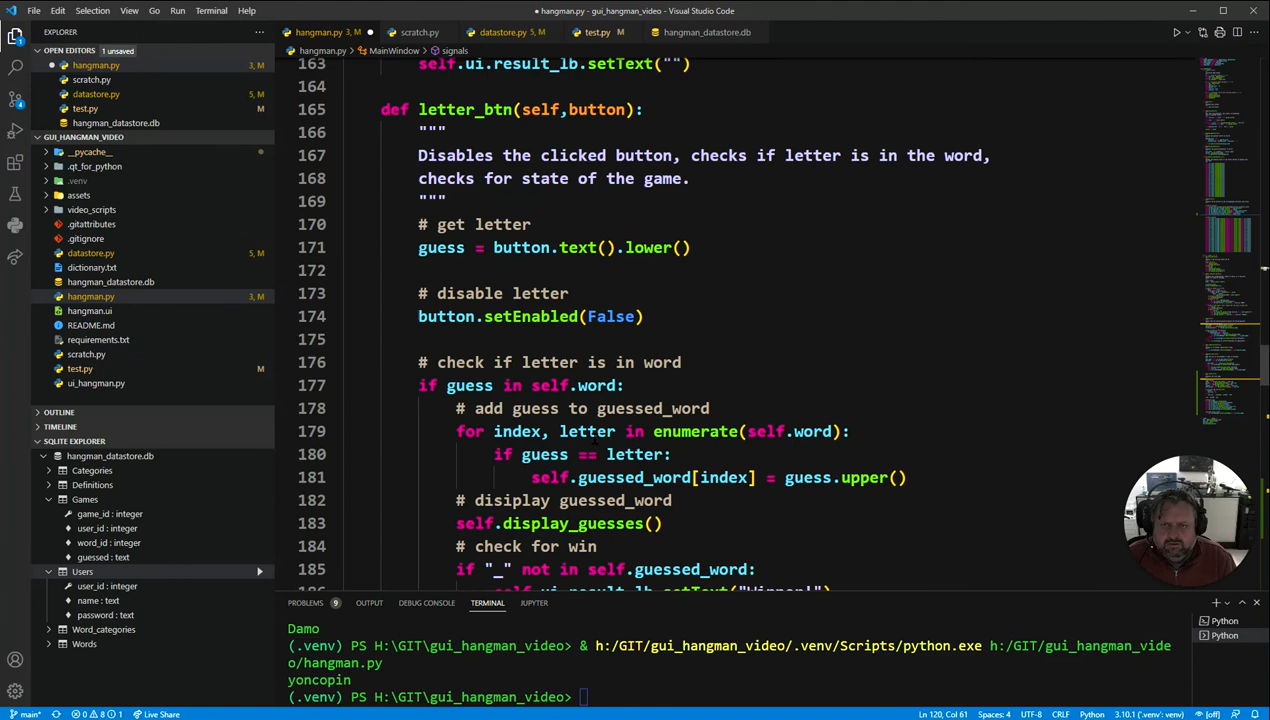 File Edit Selection View Go Run Terminal Help
● hangman.py - gui_hangman_video - Visual Studio Code
EXPLORER
OPEN EDITORS 1 unsaved
hangman.py 3, M
scratch.py
datastore.py 5, M
test.py M
hangman_datastore.db
GUI_HANGMAN_VIDEO
__pycache__
.qt_for_python
.venv
assets
video_scripts
.gitattributes
.gitignore
datastore.py 5, M
dictionary.txt
hangman_datastore.db
hangman.py 3, M
hangman.ui
README.md
requirements.txt
scratch.py
test.py M
ui_hangman.py
OUTLINE
TIMELINE
SQLITE EXPLORER
hangman_datastore.db
Categories
Definitions
Games
game_id : integer
user_id : integer
word_id : integer
guessed : text
Users
user_id : integer
name : text
password : text
Word_categories
Words
hangman.py 3, M
scratch.py
datastore.py 5, M
test.py M
hangman_datastore.db
hangman.py > MainWindow > signals
163 self.ui.result_lb.setText("")
164
165 def letter_btn(self,button):
166 """
167 Disables the clicked button, checks if letter is in the word,
168 checks for state of the game.
169 """
170 # get letter
171 guess = button.text().lower()
172
173 # disable letter
174 button.setEnabled(False)
175
176 # check if letter is in word
177 if guess in self.word:
178 # add guess to guessed_word
179 for index, letter in enumerate(self.word):
180 if guess == letter:
181 self.guessed_word[index] = guess.upper()
182 # disiplay guessed_word
183 self.display_guesses()
184 # check for win
185 if "_" not in self.guessed_word:
186 self.ui.result_lb.setText("Winner!")
PROBLEMS 9 OUTPUT DEBUG CONSOLE TERMINAL JUPYTER
Damo
(.venv) PS H:\GIT\gui_hangman_video> & h:/GIT/gui_hangman_video/.venv/Scripts/python.exe h:/GIT/gui_hangman_vide
o/hangman.py
yoncopin
(.venv) PS H:\GIT\gui_hangman_video>
Python
Python
main* 0 8 1 Live Share
Ln 120, Col 61 Spaces: 4 UTF-8 CRLF Python 3.10.1 ('.venv': venv) [off]